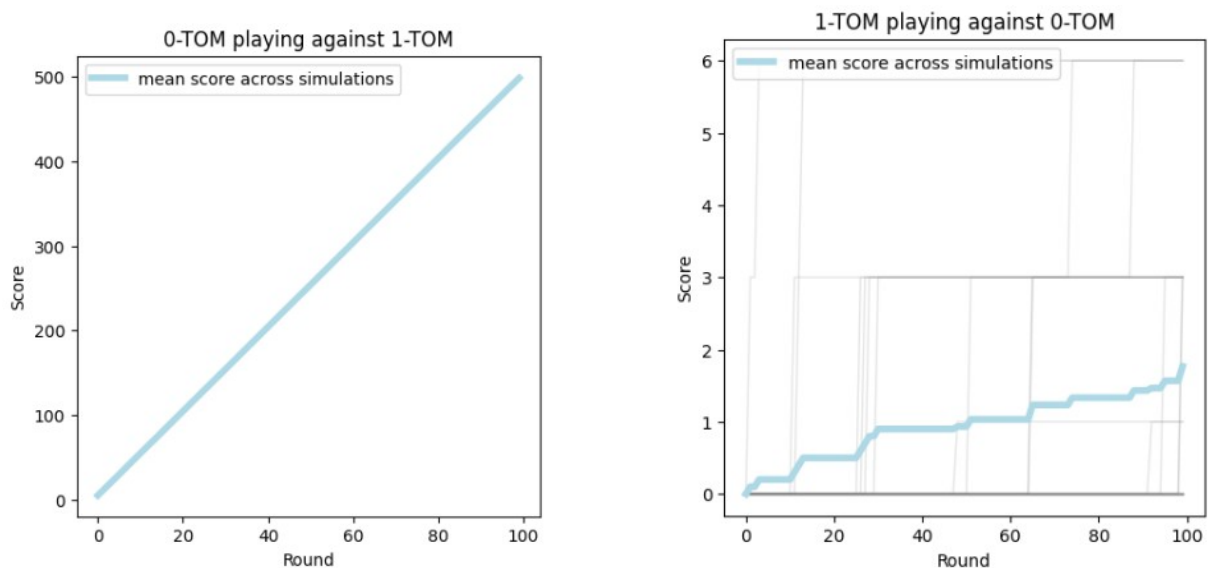 0-TOM playing against 1-TOM
mean score across simulations
500
400
300
200
100
0
Score
0 20 40 60 80 100
Round
1-TOM playing against 0-TOM
mean score across simulations
6
5
4
3
2
1
0
Score
0 20 40 60 80 100
Round